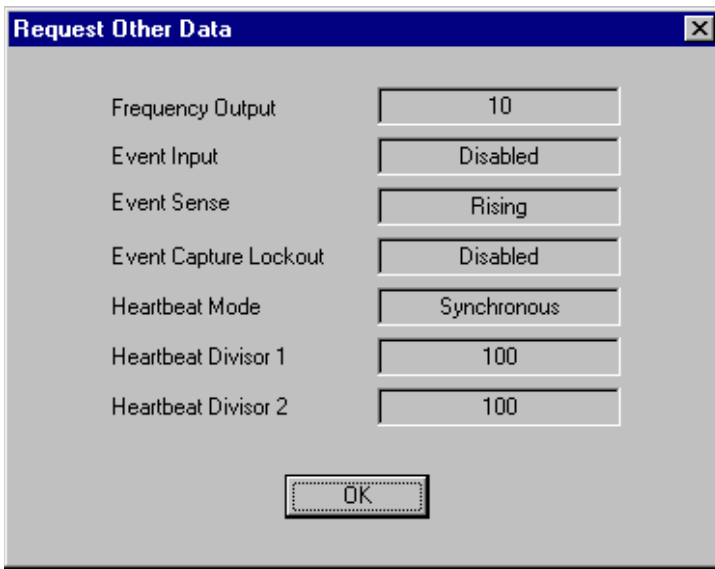 Request Other Data
Frequency Output 10
Event Input Disabled
Event Sense Rising
Event Capture Lockout Disabled
Heartbeat Mode Synchronous
Heartbeat Divisor 1 100
Heartbeat Divisor 2 100
OK